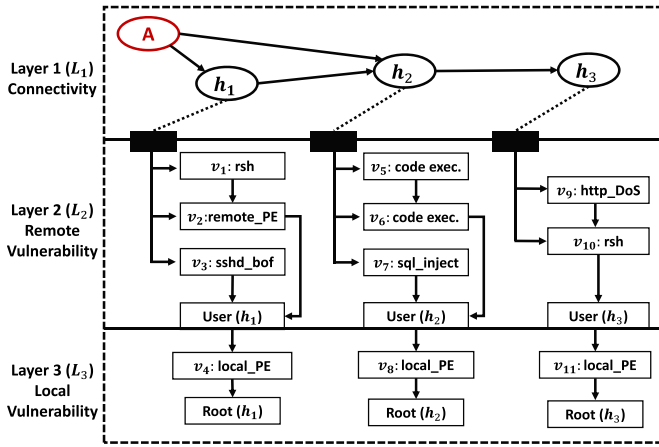 A
Layer 1 (L₁)
Connectivity
h₁
h₂
h₃
Layer 2 (L₂)
Remote
Vulnerability
v₁: rsh
v₂:remote_PE
v₃: sshd_bof
User (h₁)
v₅: code exec.
v₆: code exec.
v₇: sql_inject
User (h₂)
v₉: http_DoS
v₁₀: rsh
User (h₃)
Layer 3 (L₃)
Local
Vulnerability
v₄: local_PE
Root (h₁)
v₈: local_PE
Root (h₂)
v₁₁: local_PE
Root (h₃)